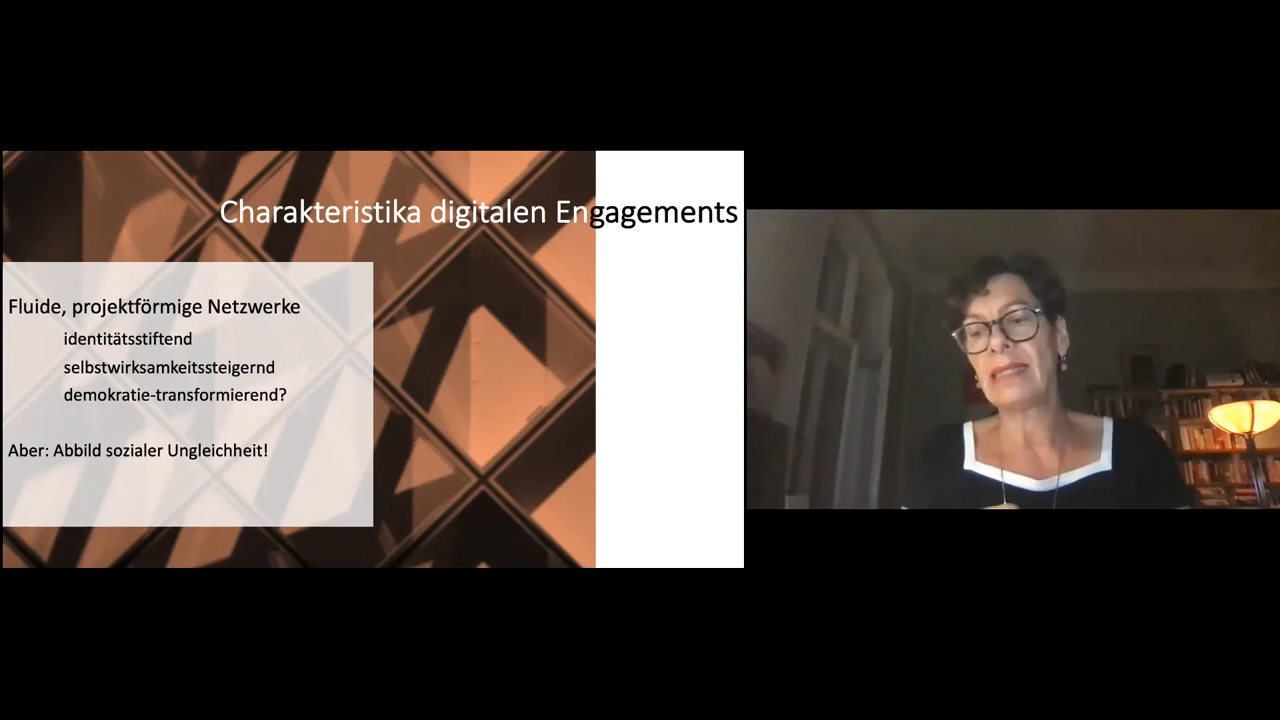 Charakteristika digitalen Engagements
Fluide, projektförmige Netzwerke
identitätsstiftend
selbstwirksamkeitssteigernd
demokratie-transformierend?
Aber: Abbild sozialer Ungleichheit!